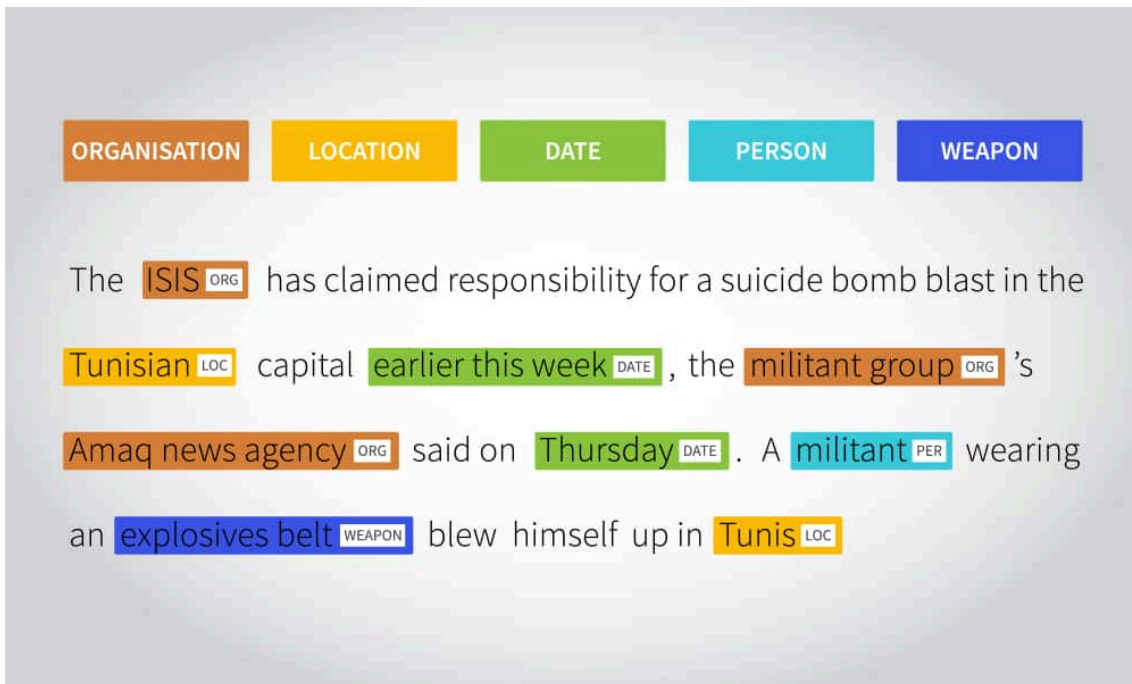 ORGANISATION LOCATION DATE PERSON WEAPON
The ISIS ORG has claimed responsibility for a suicide bomb blast in the
Tunisian LOC capital earlier this week DATE , the militant group ORG ’s
Amaq news agency ORG said on Thursday DATE . A militant PER wearing
an explosives belt WEAPON blew himself up in Tunis LOC